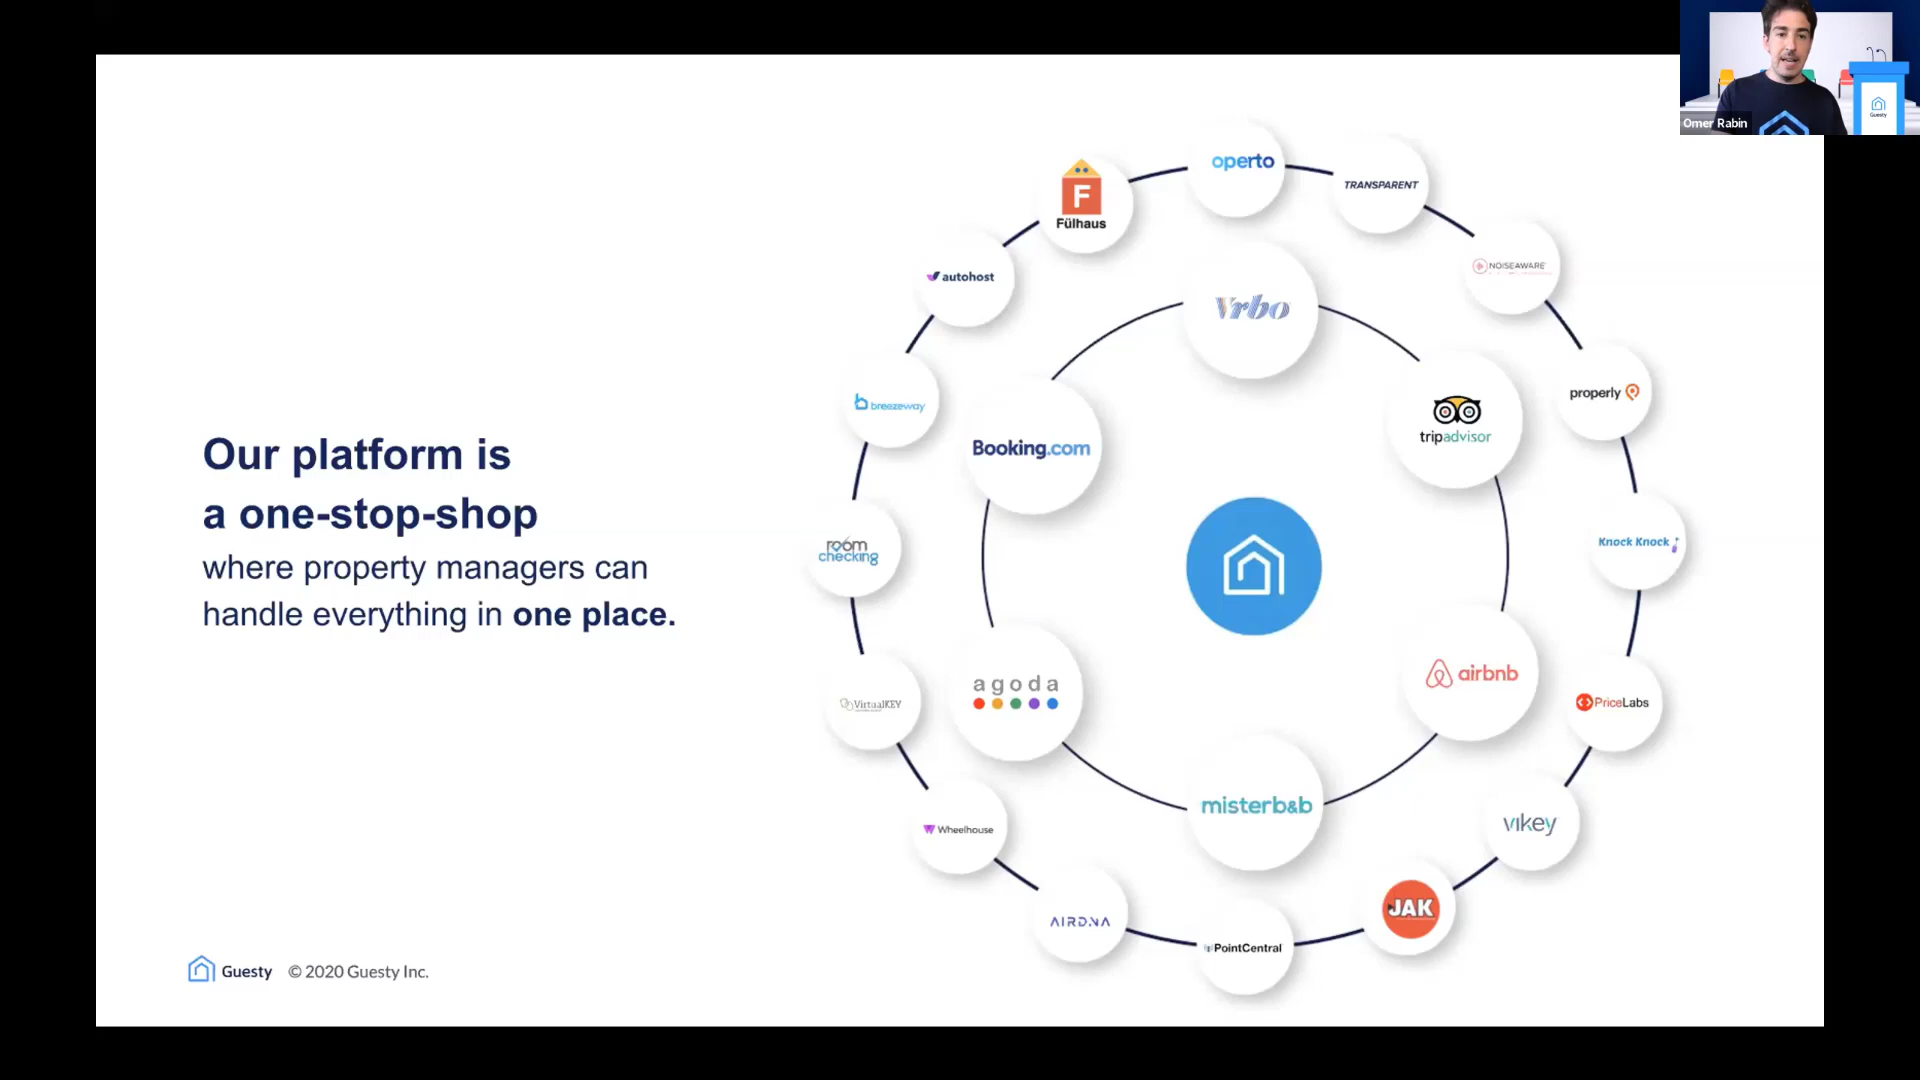 Omer Rabin
Guesty
operto
TRANSPARENT
F
Fülhaus
NOISEAWARE
autohost
Vrbo
properly
breezeway
tripadvisor
Booking.com
Our platform is
a one-stop-shop
where property managers can
handle everything in one place.
room
checking
Knock Knock
agoda
airbnb
VirtualKEY
PriceLabs
misterb&b
Wheelhouse
vikey
JAK
AIRDNA
PointCentral
Guesty © 2020 Guesty Inc.